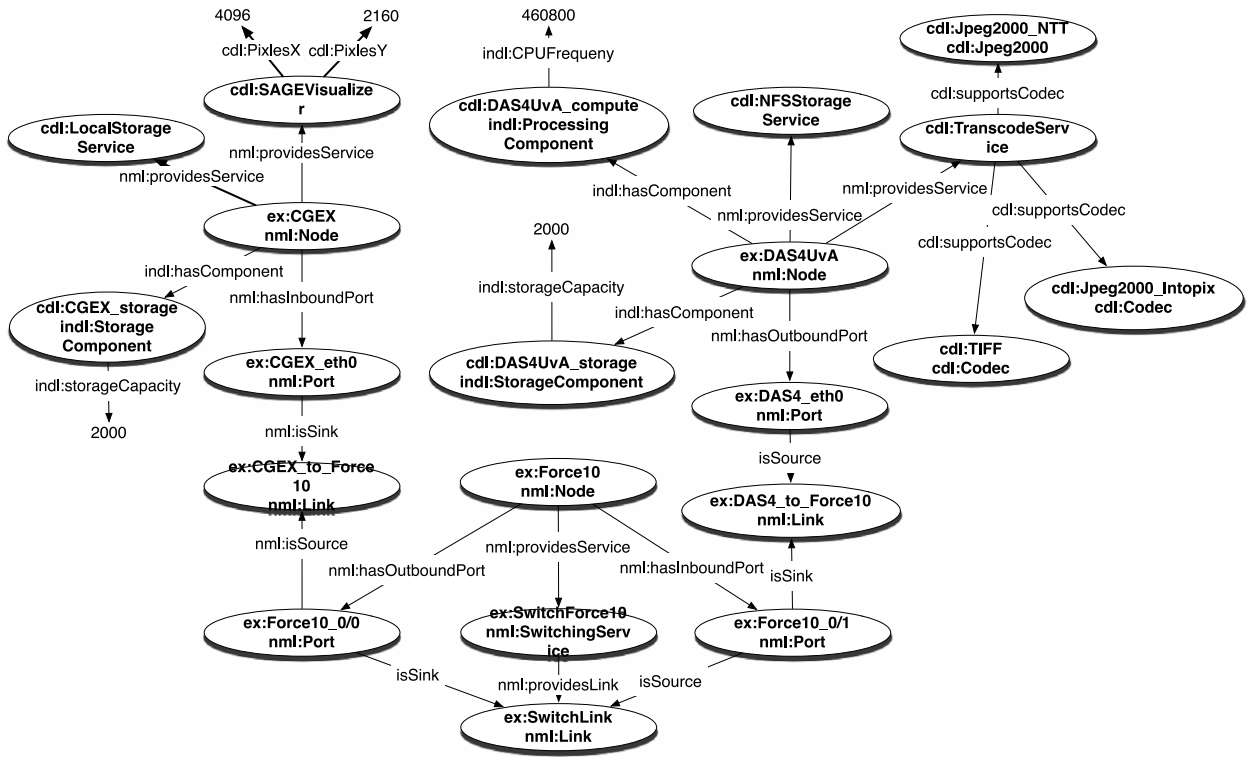 4096
2160
cdl:PixlesX
cdl:PixlesY
cdl:SAGEVisualize
r
cdl:LocalStorage
Service
nml:providesService
nml:providesService
ex:CGEX
nml:Node
indl:hasComponent
nml:hasInboundPort
cdl:CGEX_storage
indl:Storage
Component
indl:storageCapacity
2000
ex:CGEX_eth0
nml:Port
nml:isSink
ex:CGEX_to_Force
10
nml:Link
nml:isSource
460800
indl:CPUFrequeny
cdl:DAS4UvA_compute
indl:Processing
Component
cdl:NFSStorage
Service
cdl:Jpeg2000_NTT
cdl:Jpeg2000
cdl:supportsCodec
cdl:TranscodeServ
ice
indl:hasComponent
nml:providesService
nml:providesService
cdl:supportsCodec
cdl:supportsCodec
2000
indl:storageCapacity
ex:DAS4UvA
nml:Node
indl:hasComponent
nml:hasOutboundPort
cdl:Jpeg2000_Intopix
cdl:Codec
cdl:TIFF
cdl:Codec
cdl:DAS4UvA_storage
indl:StorageComponent
ex:DAS4_eth0
nml:Port
isSource
ex:DAS4_to_Force10
nml:Link
isSink
ex:Force10
nml:Node
nml:providesService
nml:hasOutboundPort
nml:hasInboundPort
ex:Force10_0/0
nml:Port
ex:SwitchForce10
nml:SwitchingServ
ice
ex:Force10_0/1
nml:Port
isSink
nml:providesLink
isSource
ex:SwitchLink
nml:Link